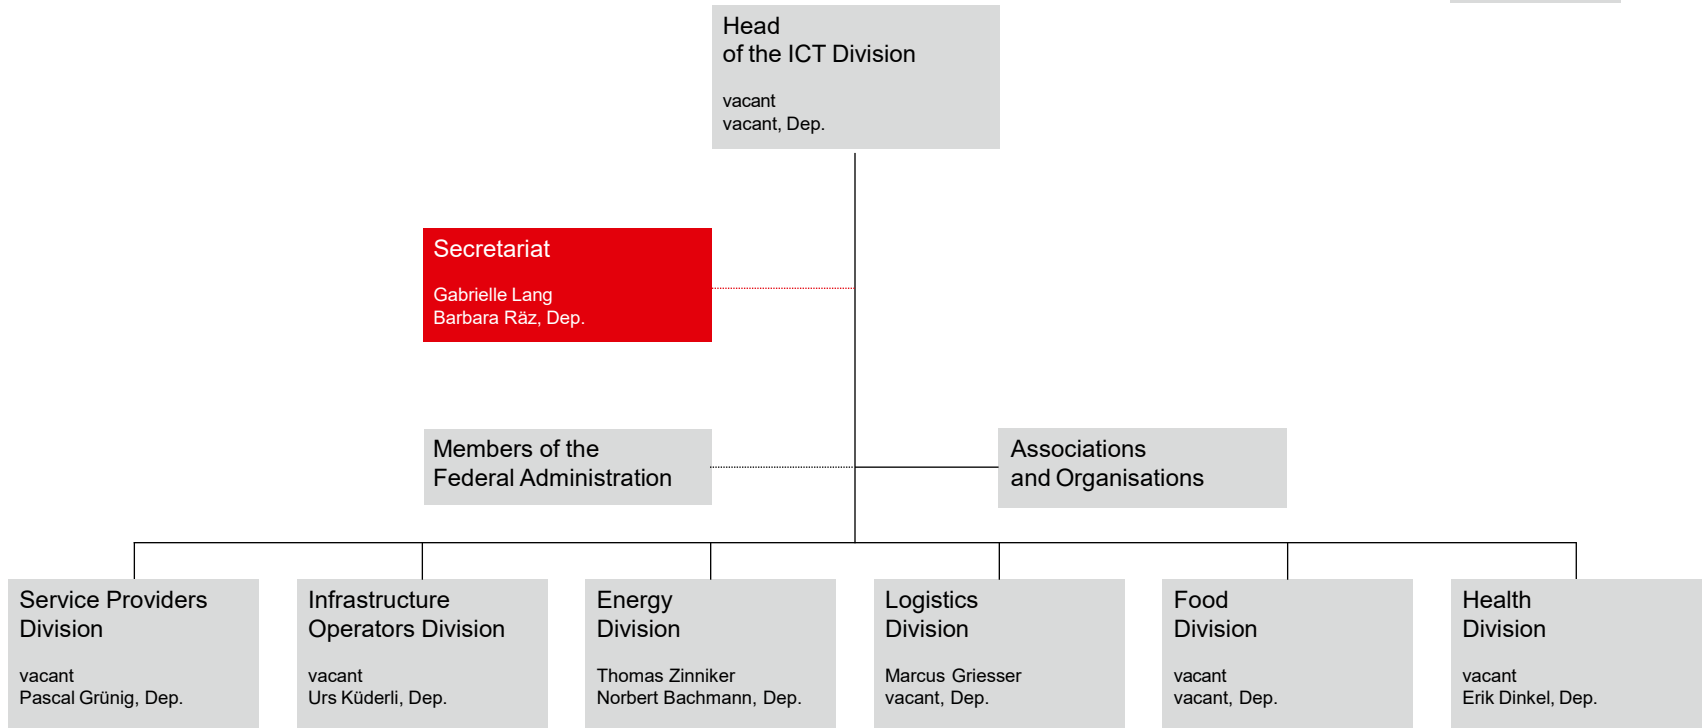 Head
of the ICT Division
vacant
vacant, Dep.
Secretariat
Gabrielle Lang
Barbara Räz, Dep.
Members of the
Federal Administration
Associations
and Organisations
Service Providers
Division
vacant
Pascal Grünig, Dep.
Infrastructure
Operators Division
vacant
Urs Küderli, Dep.
Energy
Division
Thomas Zinniker
Norbert Bachmann, Dep.
Logistics
Division
Marcus Griesser
vacant, Dep.
Food
Division
vacant
vacant, Dep.
Health
Division
vacant
Erik Dinkel, Dep.